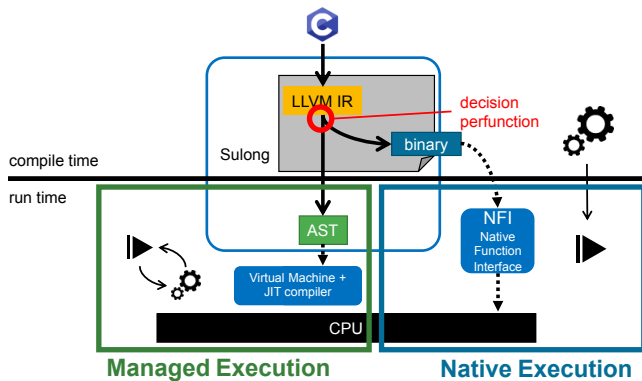 C
LLVM IR
decision
perfunction
binary
Sulong
compile time
run time
AST
NFI
Native
Function
Interface
Virtual Machine +
JIT compiler
CPU
Managed Execution
Native Execution